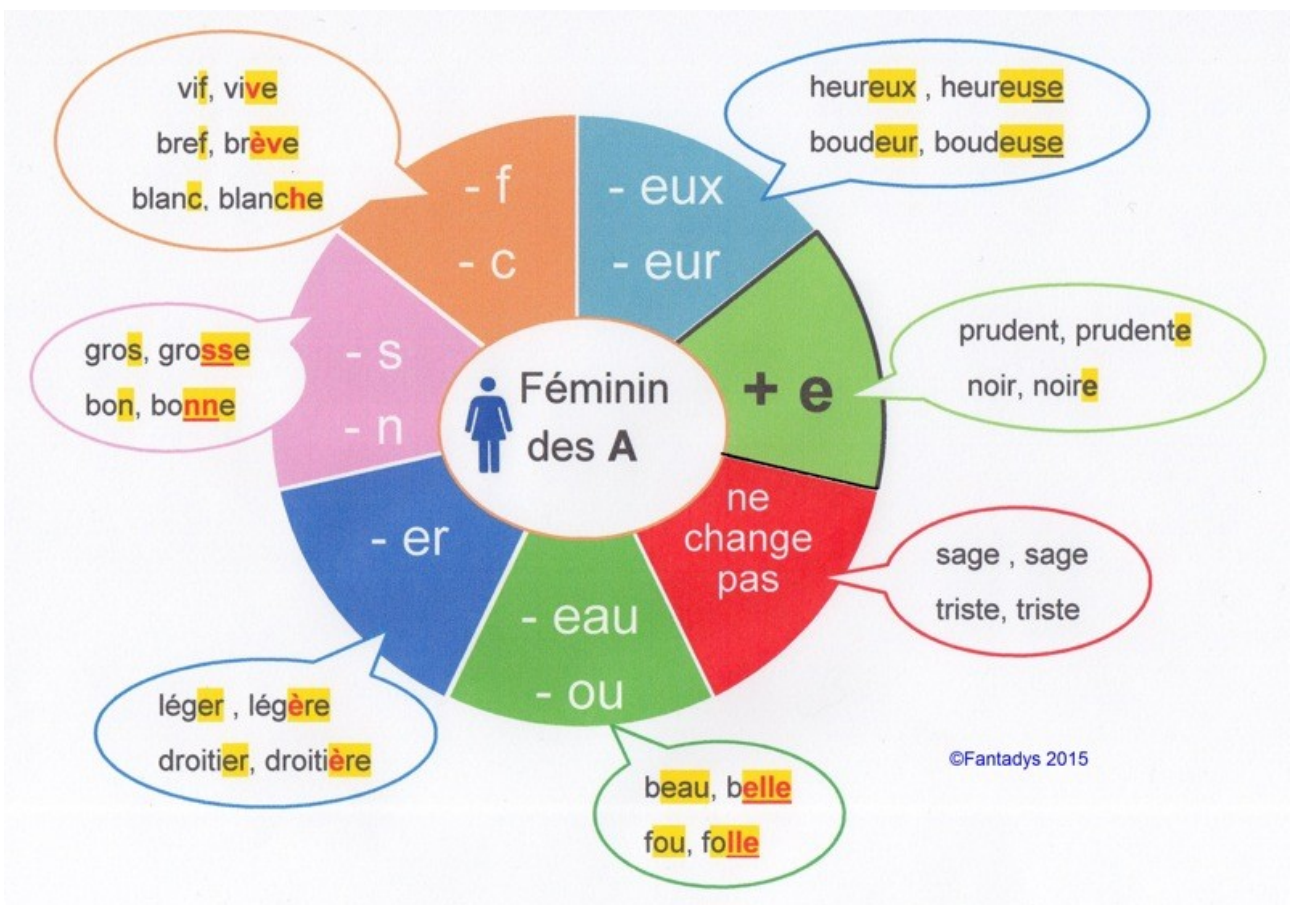 vif, vive
bref, brève
blanc, blanche
heureux , heureuse
boudeur, boudeuse
- f
- c
- eux
- eur
gros, grosse
bon, bonne
- s
- n
Féminin
des A
+ e
prudent, prudente
noir, noire
- er
ne
change
pas
sage , sage
triste, triste
- eau
- ou
léger , légère
droitier, droitière
beau, belle
fou, folle
©Fantadys 2015